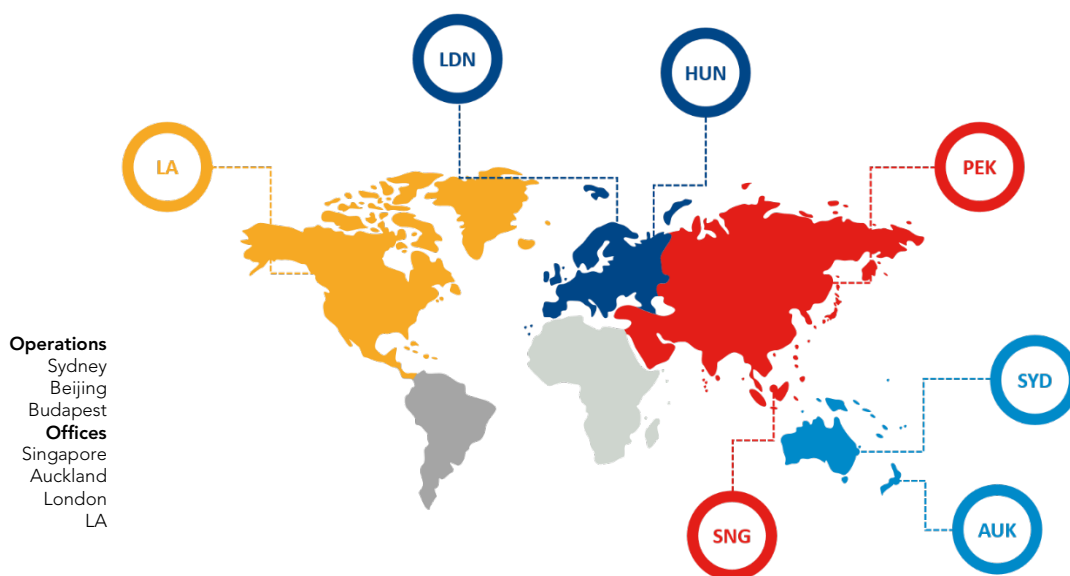 LDN
HUN
LA
PEK
Operations
Sydney
Beijing
Budapest
Offices
Singapore
Auckland
London
LA
SYD
SNG
AUK